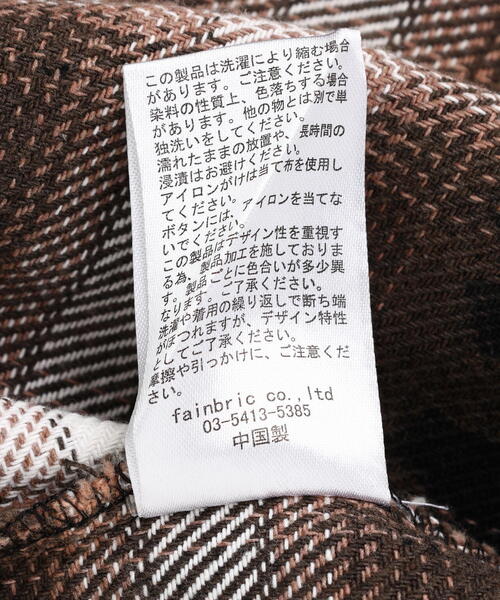 この製品は洗濯により縮む場合
があります。ご注意ください。
染料の性質上、色落ちする場合
があります。他の物とは別で単
独洗いをしてください。
濡れたままの放置や、長時間の
浸漬はお避けください。
アイロンがけは当て布を使用し
てください。
ボタンには、アイロンを当てな
いでください。
この製品はデザイン性を重視す
る為、製品加工を施しておりま
す。製品ごとに色合いが多少異
なります。ご了承ください。
洗濯や着用の繰り返しで断ち端
がほつれますが、デザイン特性
としてご了承ください。
摩擦や引っかけに、ご注意くだ
さい。
fainbric co.,ltd
03-5413-5385
中国製